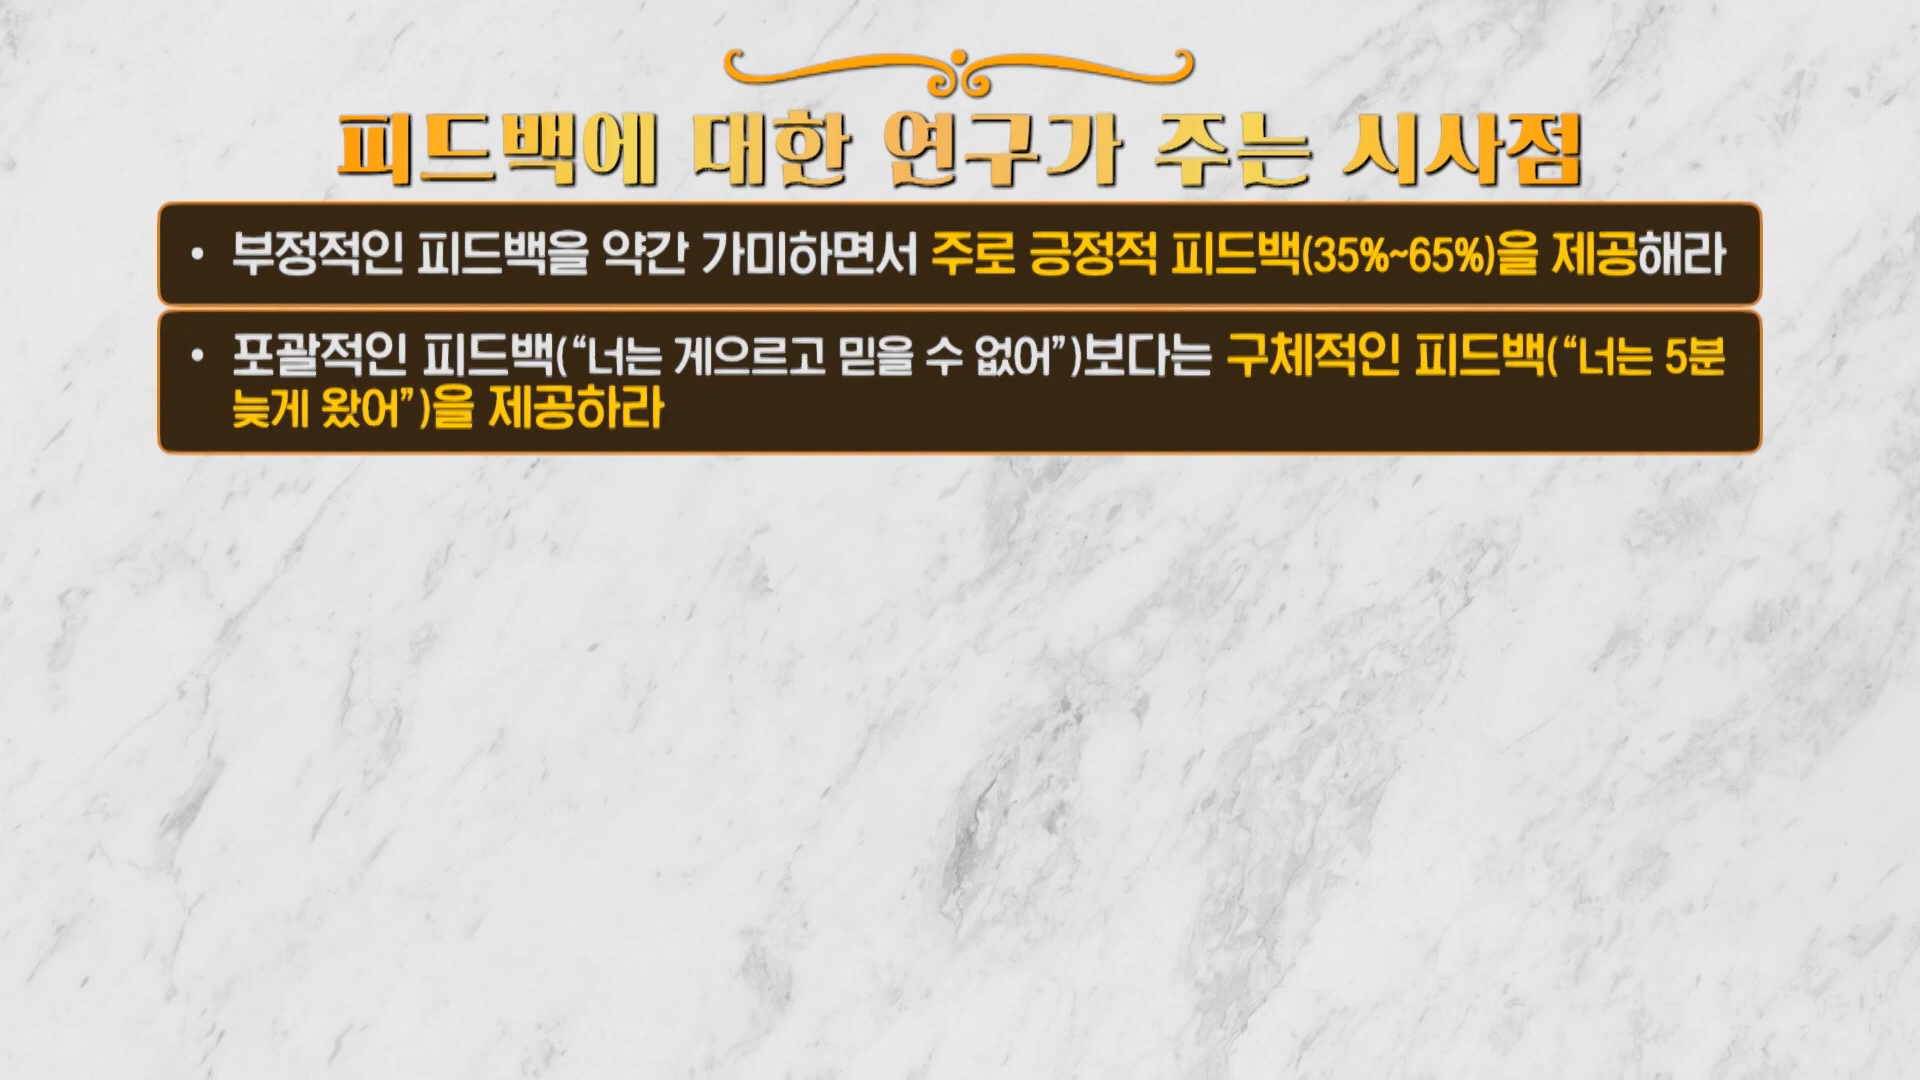 피드백에 대한 연구가 주는 시사점
• 부정적인 피드백을 약간 가미하면서 주로 긍정적 피드백(35%~65%)을 제공해라
• 포괄적인 피드백(“너는 게으르고 믿을 수 없어”)보다는 구체적인 피드백(“너는 5분
늦게 왔어”)을 제공하라